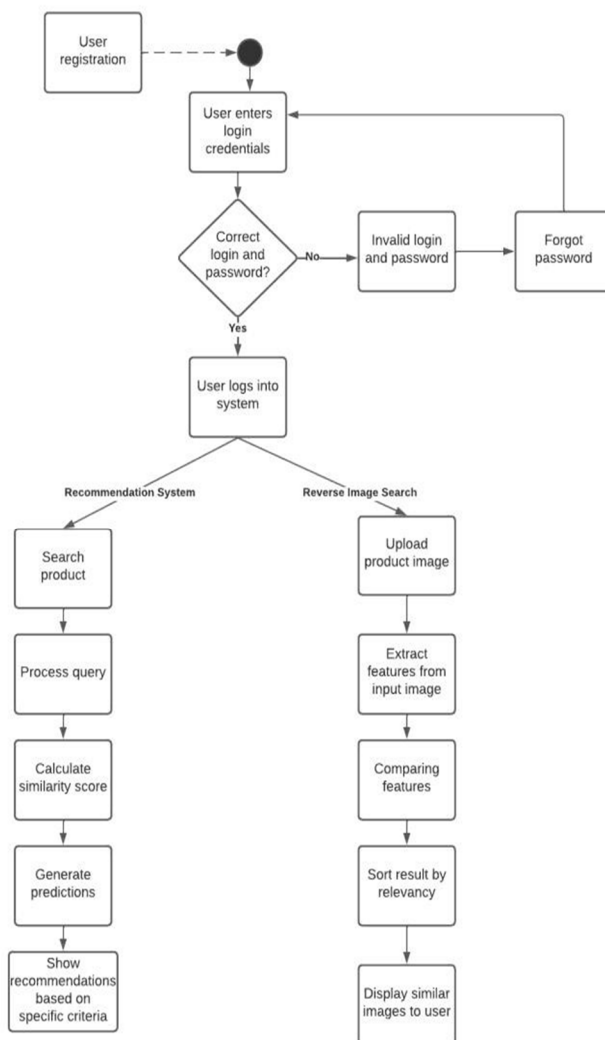 User
registration
User enters
login
credentials
Correct
login and
password?
No
Invalid login
and password
Forgot
password
Yes
User logs into
system
Recommendation System
Reverse Image Search
Search
product
Upload
product image
Process query
Extract
features from
input image
Calculate
similarity score
Comparing
features
Generate
predictions
Sort result by
relevancy
Show
recommendations
based on
specific criteria
Display similar
images to user